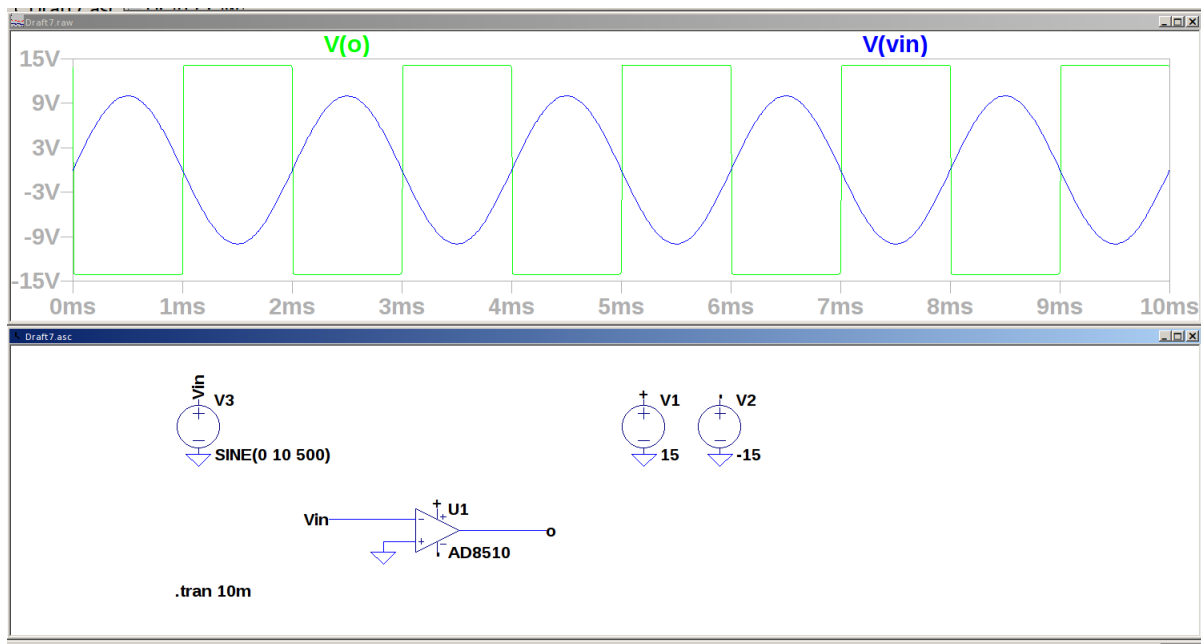 Draft7.raw
V(o) V(vin)
15V
9V
3V
-3V
-9V
-15V
0ms 1ms 2ms 3ms 4ms 5ms 6ms 7ms 8ms 9ms 10ms
Draft7.asc
Vin
V3
SINE(0 10 500)
+ V1
15
- V2
-15
Vin
U1
o
AD8510
.tran 10m